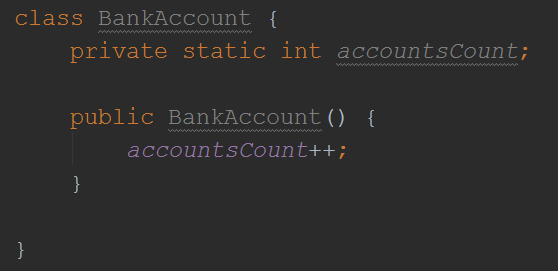 class BankAccount {
private static int accountsCount;
public BankAccount() {
accountsCount++;
}
}